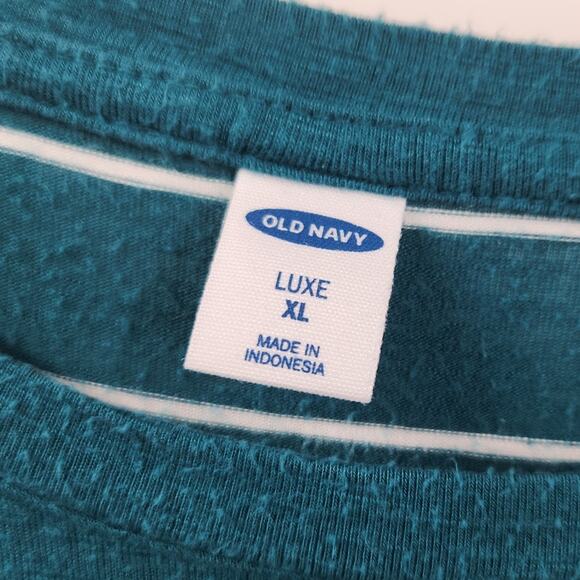 OLD NAVY
LUXE
XL
MADE IN
INDONESIA